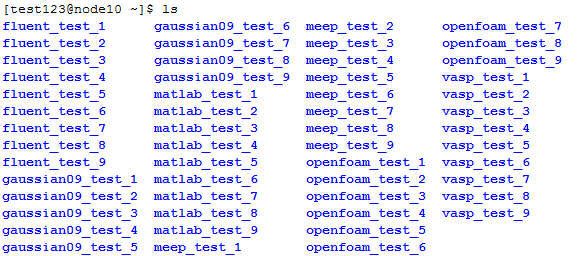 [test123@node10 ~]$ ls
fluent_test_1 gaussian09_test_6 meep_test_2 openfoam_test_7
fluent_test_2 gaussian09_test_7 meep_test_3 openfoam_test_8
fluent_test_3 gaussian09_test_8 meep_test_4 openfoam_test_9
fluent_test_4 gaussian09_test_9 meep_test_5 vasp_test_1
fluent_test_5 matlab_test_1 meep_test_6 vasp_test_2
fluent_test_6 matlab_test_2 meep_test_7 vasp_test_3
fluent_test_7 matlab_test_3 meep_test_8 vasp_test_4
fluent_test_8 matlab_test_4 meep_test_9 vasp_test_5
fluent_test_9 matlab_test_5 openfoam_test_1 vasp_test_6
gaussian09_test_1 matlab_test_6 openfoam_test_2 vasp_test_7
gaussian09_test_2 matlab_test_7 openfoam_test_3 vasp_test_8
gaussian09_test_3 matlab_test_8 openfoam_test_4 vasp_test_9
gaussian09_test_4 matlab_test_9 openfoam_test_5
gaussian09_test_5 meep_test_1 openfoam_test_6